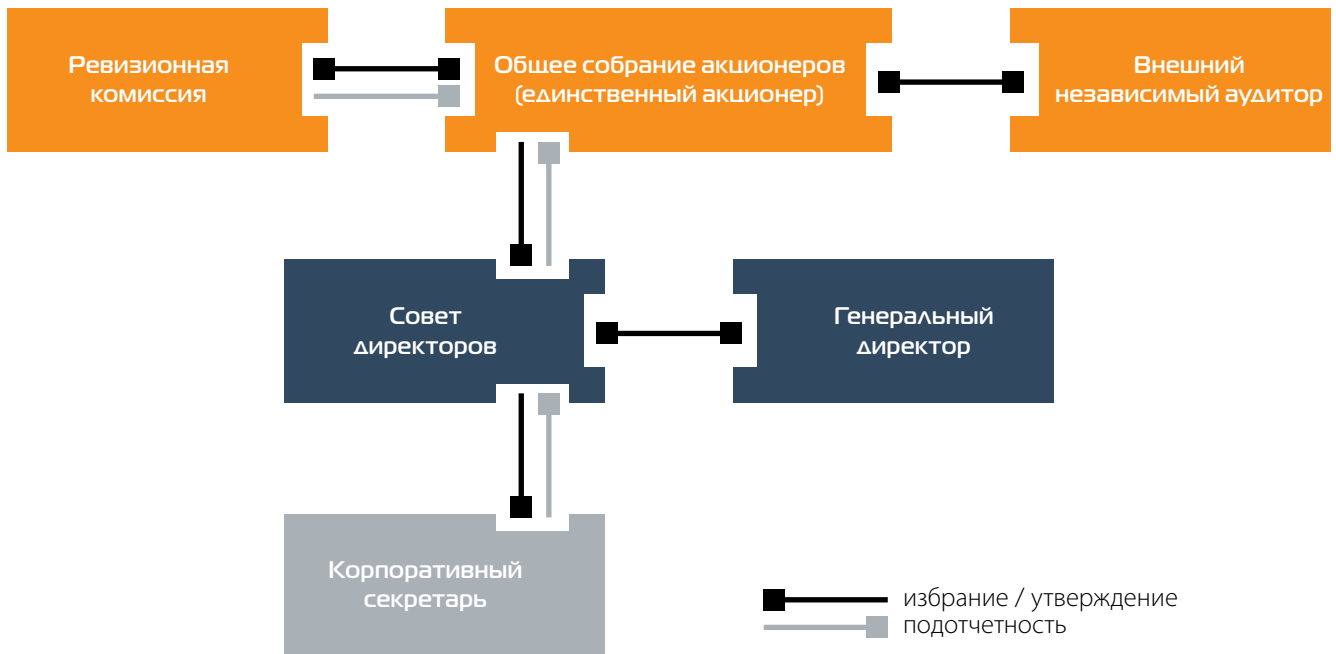 Ревизионная
комиссия
Общее собрание акционеров
(единственный акционер)
Внешний
независимый аудитор
Совет
директоров
Генеральный
директор
Корпоративный
секретарь
избрание / утверждение
подотчетность